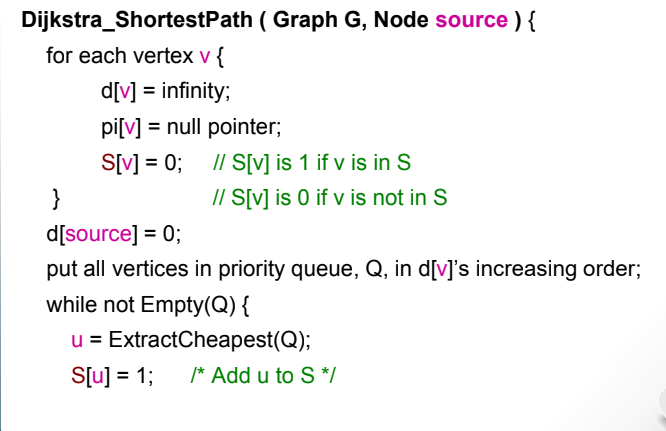 Dijkstra_ShortestPath ( Graph G, Node source ) {
for each vertex v {
d[v] = infinity;
pi[v] = null pointer;
S[v] = 0; // S[v] is 1 if v is in S
} // S[v] is 0 if v is not in S
d[source] = 0;
put all vertices in priority queue, Q, in d[v]'s increasing order;
while not Empty(Q) {
u = ExtractCheapest(Q);
S[u] = 1; /* Add u to S */